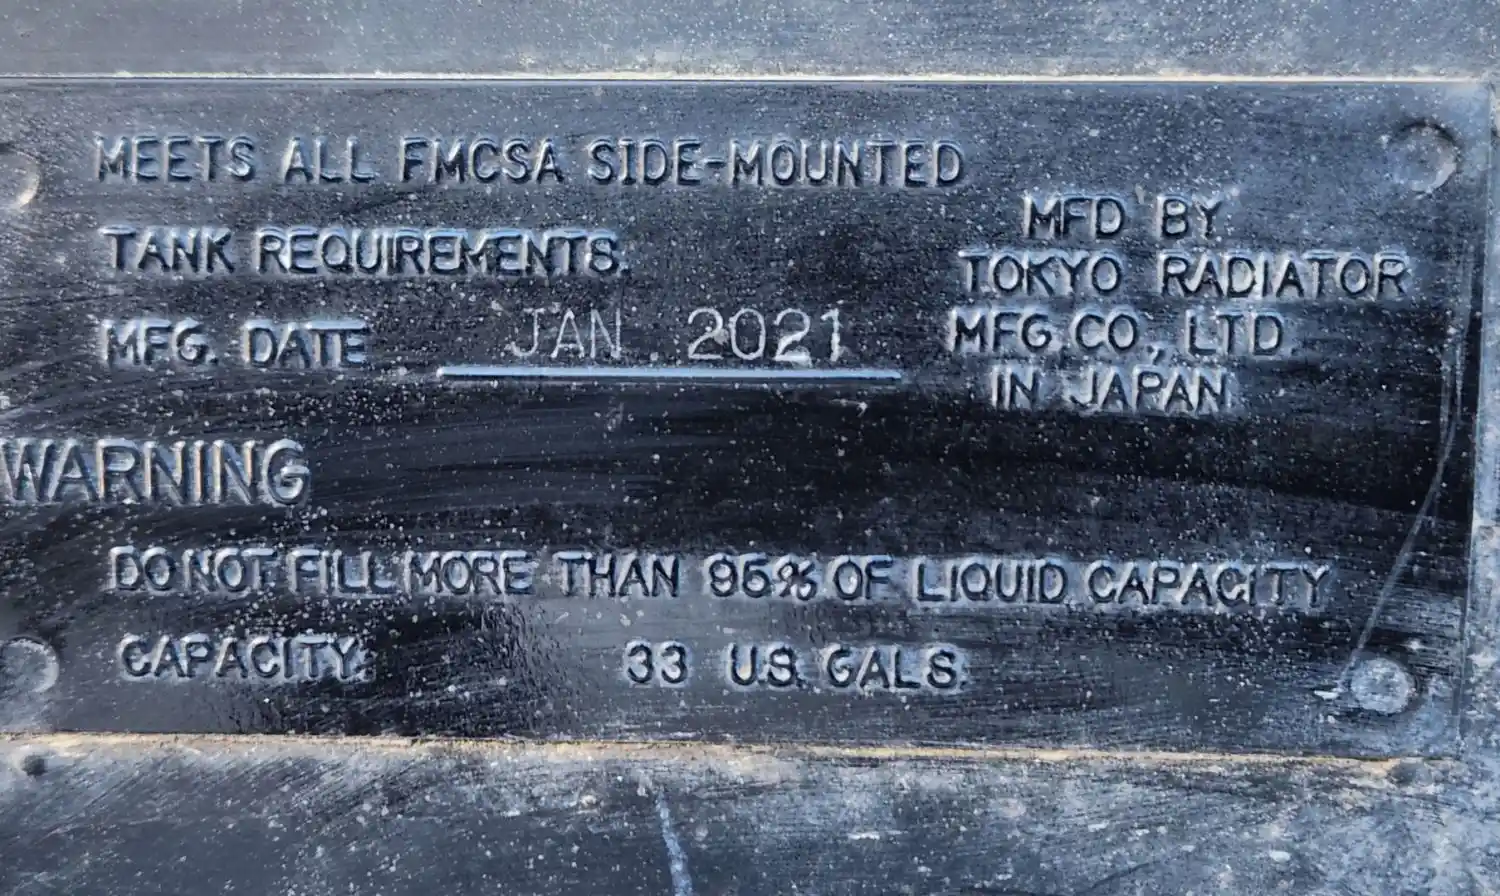 MEETS ALL FMCSA SIDE-MOUNTED
TANK REQUIREMENTS.
MFG. DATE JAN. 2021
MFD BY
TOKYO RADIATOR
MFG.CO., LTD.
IN JAPAN
WARNING
DO NOT FILL MORE THAN 95% OF LIQUID CAPACITY
CAPACITY. 33 U.S. GALS.